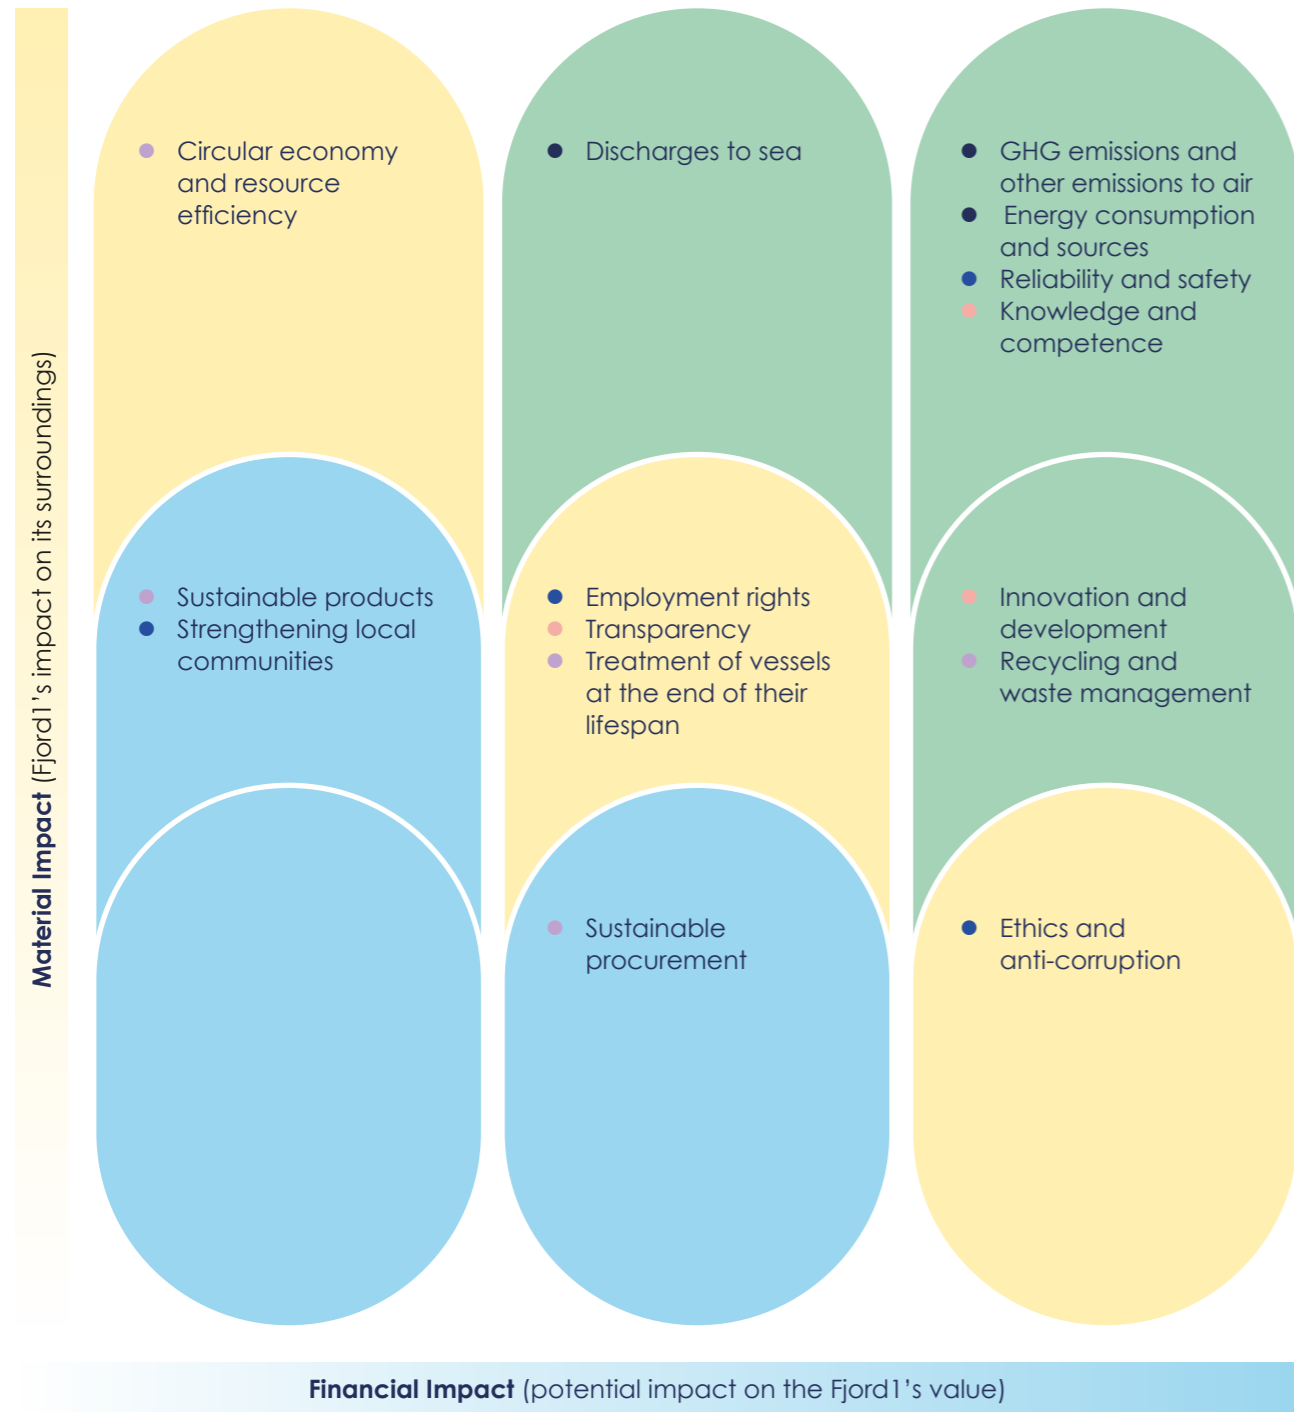 Material Impact (Fjord1's impact on its surroundings)
Circular economy
and resource
efficiency
Discharges to sea
GHG emissions and
other emissions to air
Energy consumption
and sources
Reliability and safety
Knowledge and
competence
Sustainable products
Strengthening local
communities
Employment rights
Transparency
Treatment of vessels
at the end of their
lifespan
Innovation and
development
Recycling and
waste management
Sustainable
procurement
Ethics and
anti-corruption
Financial Impact (potential impact on the Fjord1's value)